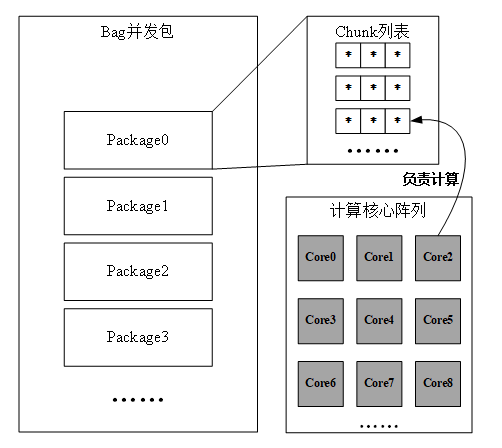 Bag并发包
Package0
Package1
Package2
Package3
……
Chunk列表
* * *
* * *
* * *
……
负责计算
计算核心阵列
Core0 Core1 Core2
Core3 Core4 Core5
Core6 Core7 Core8
……